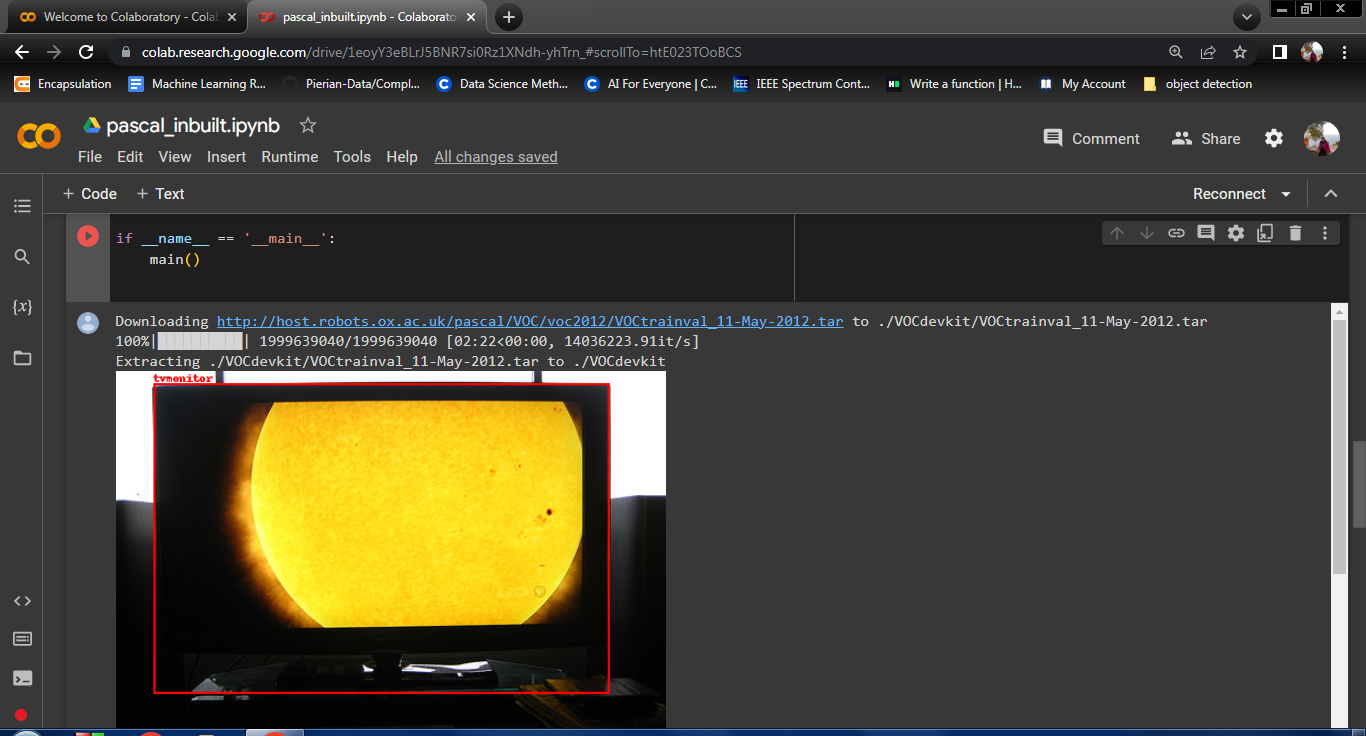 Welcome to Colaboratory - Colal
pascal_inbuilt.ipynb - Colaborato
colab.research.google.com/drive/1eoyY3eBLrJ5BNR7si0Rz1XNdh-yhTrn_#scrollTo=htE023TOoBCS
Encapsulation
Machine Learning R...
Pierian-Data/Compl...
Data Science Meth...
AI For Everyone | C...
IEEE Spectrum Cont...
Write a function | H...
My Account
object detection
pascal_inbuilt.ipynb
Comment
Share
File Edit View Insert Runtime Tools Help All changes saved
+ Code + Text
Reconnect
if __name__ == '__main__':
main()
Downloading http://host.robots.ox.ac.uk/pascal/VOC/voc2012/VOCtrainval_11-May-2012.tar to ./VOCdevkit/VOCtrainval_11-May-2012.tar
100%|██████████| 1999639040/1999639040 [02:22<00:00, 14036223.91it/s]
Extracting ./VOCdevkit/VOCtrainval_11-May-2012.tar to ./VOCdevkit
tvmonitor